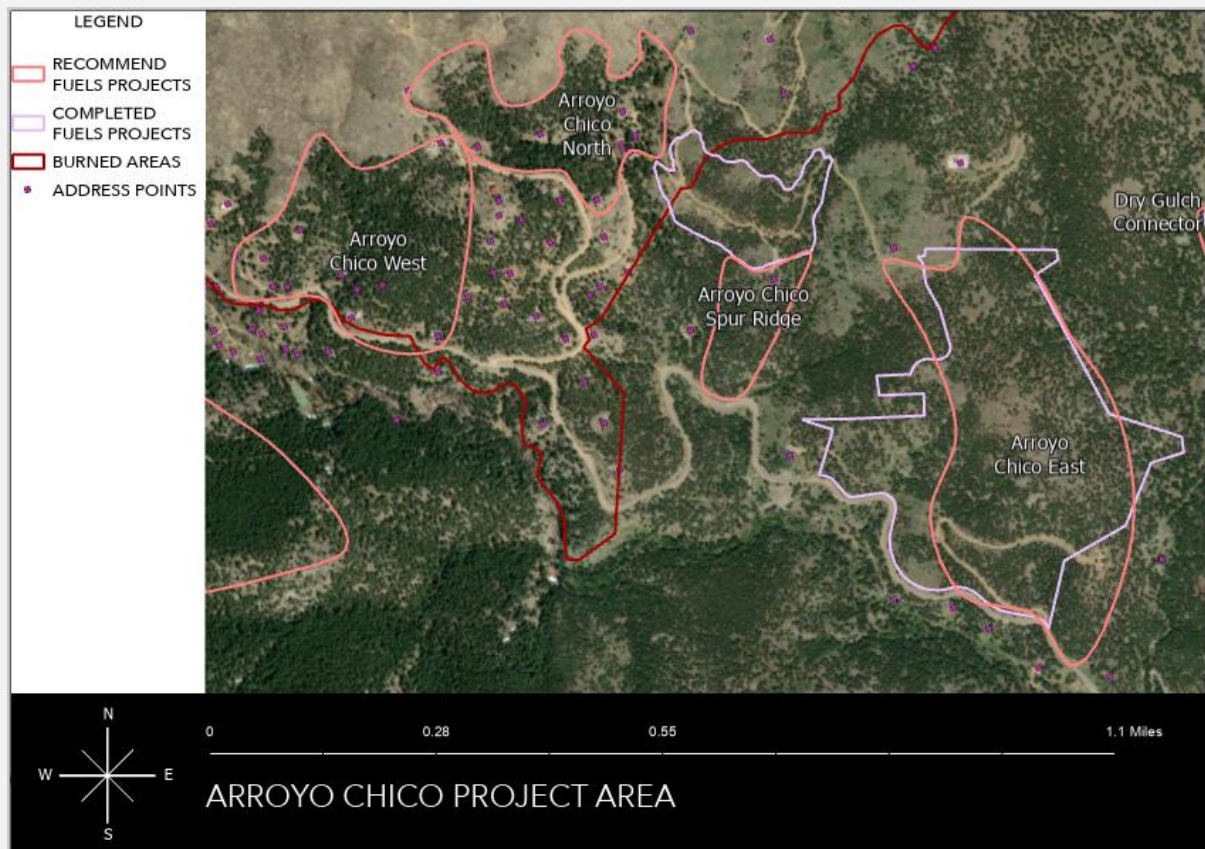 LEGEND
RECOMMEND
FUELS PROJECTS
COMPLETED
FUELS PROJECTS
BURNED AREAS
ADDRESS POINTS
Arroyo
Chico
North
Arroyo
Chico West
Arroyo Chico
Spur Ridge
Dry Gulch
Connector
Arroyo
Chico East
N
W
E
S
0
0.28
0.55
1.1 Miles
ARROYO CHICO PROJECT AREA